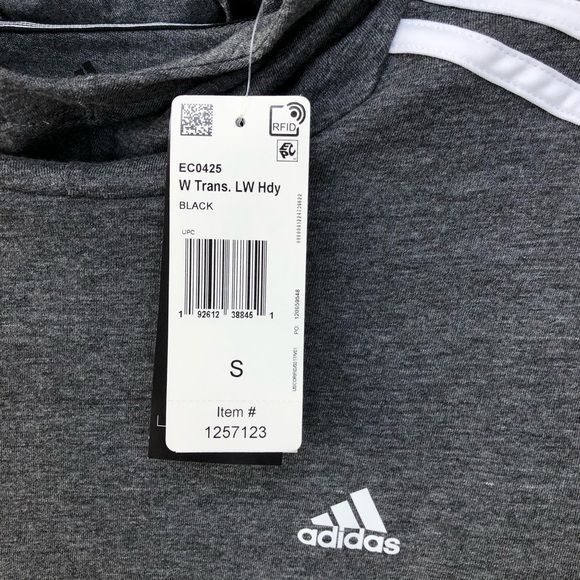 RFID
EC0425
W Trans. LW Hdy
BLACK
UPC
1 92612 38845 1
S
Item #
1257123
adidas